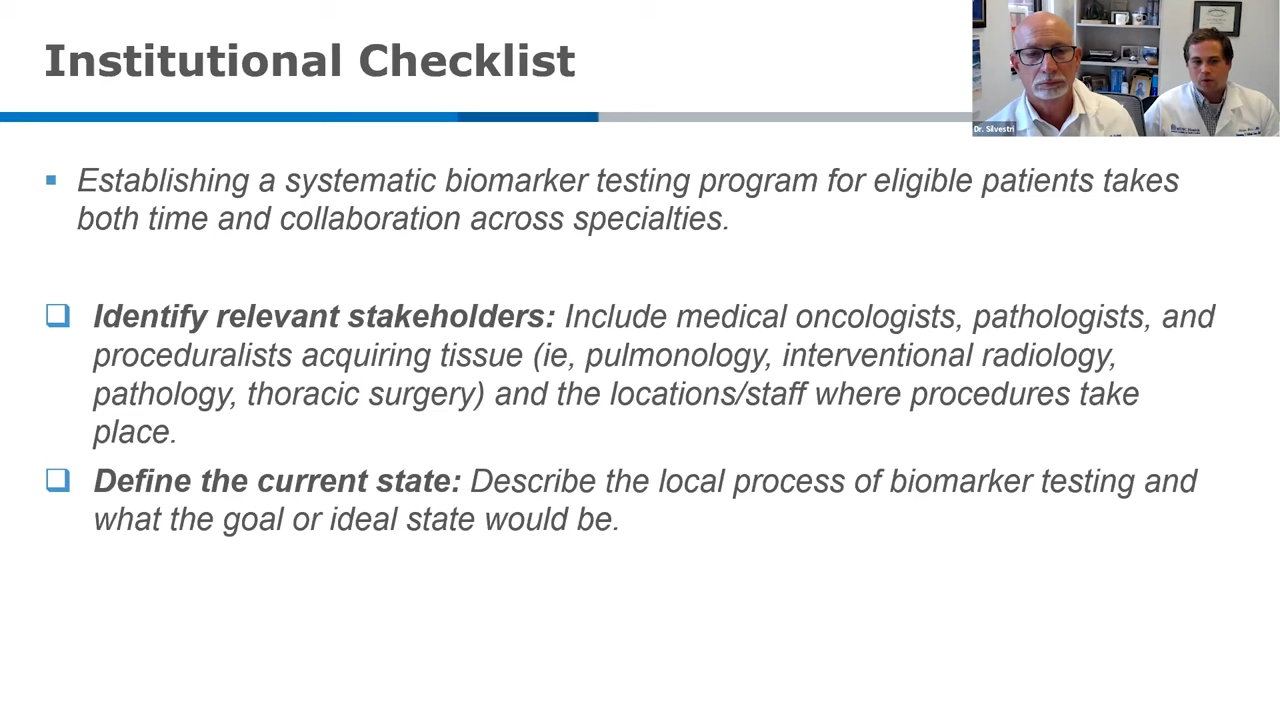 Institutional Checklist
Dr. Silvestri
Establishing a systematic biomarker testing program for eligible patients takes
both time and collaboration across specialties.
Identify relevant stakeholders: Include medical oncologists, pathologists, and
proceduralists acquiring tissue (ie, pulmonology, interventional radiology,
pathology, thoracic surgery) and the locations/staff where procedures take
place.
Define the current state: Describe the local process of biomarker testing and
what the goal or ideal state would be.